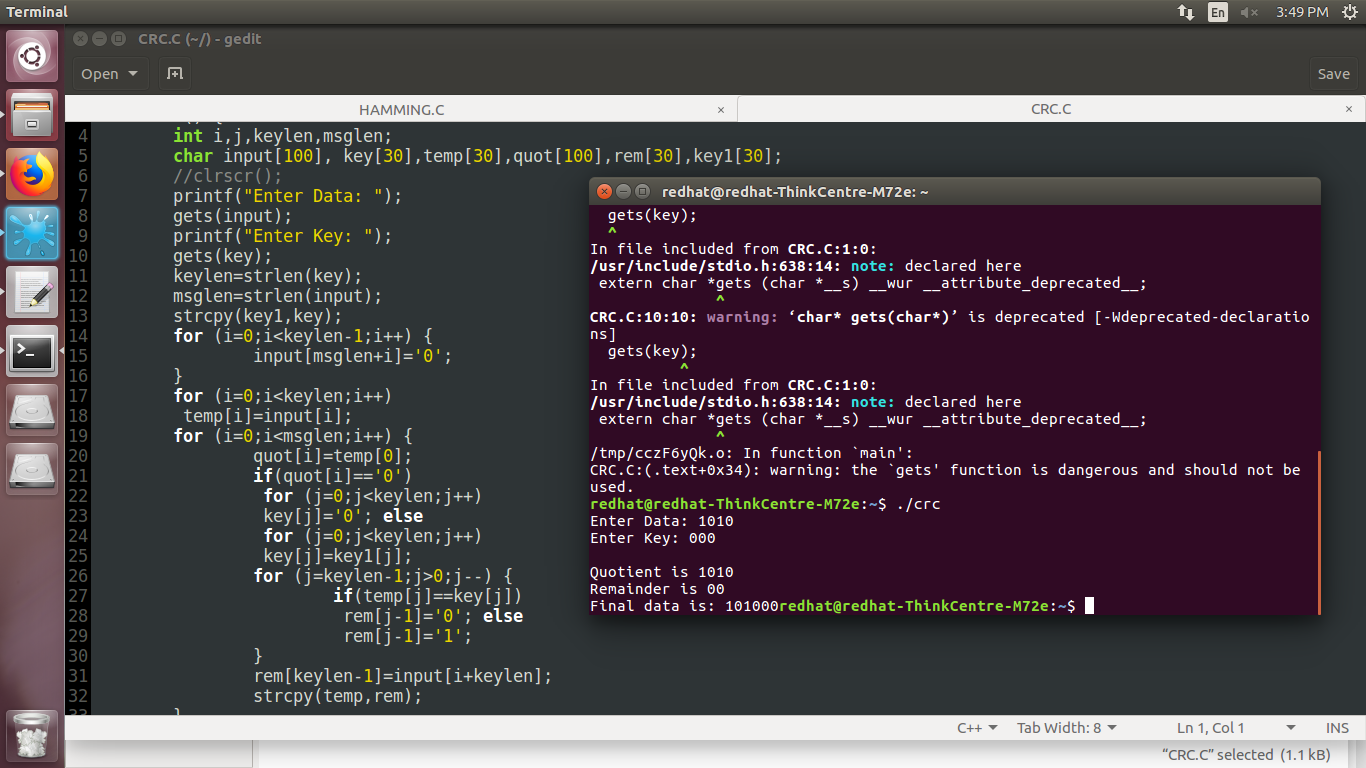 Terminal
En
3:49 PM
CRC.C (~/) - gedit
Open
Save
HAMMING.C ×
CRC.C ×
4 int i,j,keylen,msglen;
5 char input[100], key[30],temp[30],quot[100],rem[30],key1[30];
6 //clrscr();
7 printf("Enter Data: ");
8 gets(input);
9 printf("Enter Key: ");
10 gets(key);
11 keylen=strlen(key);
12 msglen=strlen(input);
13 strcpy(key1,key);
14 for (i=0;i<keylen-1;i++) {
15 input[msglen+i]='0';
16 }
17 for (i=0;i<keylen;i++)
18 temp[i]=input[i];
19 for (i=0;i<msglen;i++) {
20 quot[i]=temp[0];
21 if(quot[i]=='0')
22 for (j=0;j<keylen;j++)
23 key[j]='0'; else
24 for (j=0;j<keylen;j++)
25 key[j]=key1[j];
26 for (j=keylen-1;j>0;j--) {
27 if(temp[j]==key[j])
28 rem[j-1]='0'; else
29 rem[j-1]='1';
30 }
31 rem[keylen-1]=input[i+keylen];
32 strcpy(temp,rem);
33 }
redhat@redhat-ThinkCentre-M72e: ~
gets(key);
^
In file included from CRC.C:1:0:
/usr/include/stdio.h:638:14: note: declared here
extern char *gets (char *__s) __wur __attribute_deprecated__;
^
CRC.C:10:10: warning: ‘char* gets(char*)’ is deprecated [-Wdeprecated-declaratio
ns]
gets(key);
^
In file included from CRC.C:1:0:
/usr/include/stdio.h:638:14: note: declared here
extern char *gets (char *__s) __wur __attribute_deprecated__;
^
/tmp/cczF6yQk.o: In function `main':
CRC.C:(.text+0x34): warning: the `gets' function is dangerous and should not be
used.
redhat@redhat-ThinkCentre-M72e:~$ ./crc
Enter Data: 1010
Enter Key: 000
Quotient is 1010
Remainder is 00
Final data is: 101000redhat@redhat-ThinkCentre-M72e:~$
C++ Tab Width: 8 Ln 1, Col 1 INS
“CRC.C” selected (1.1 kB)